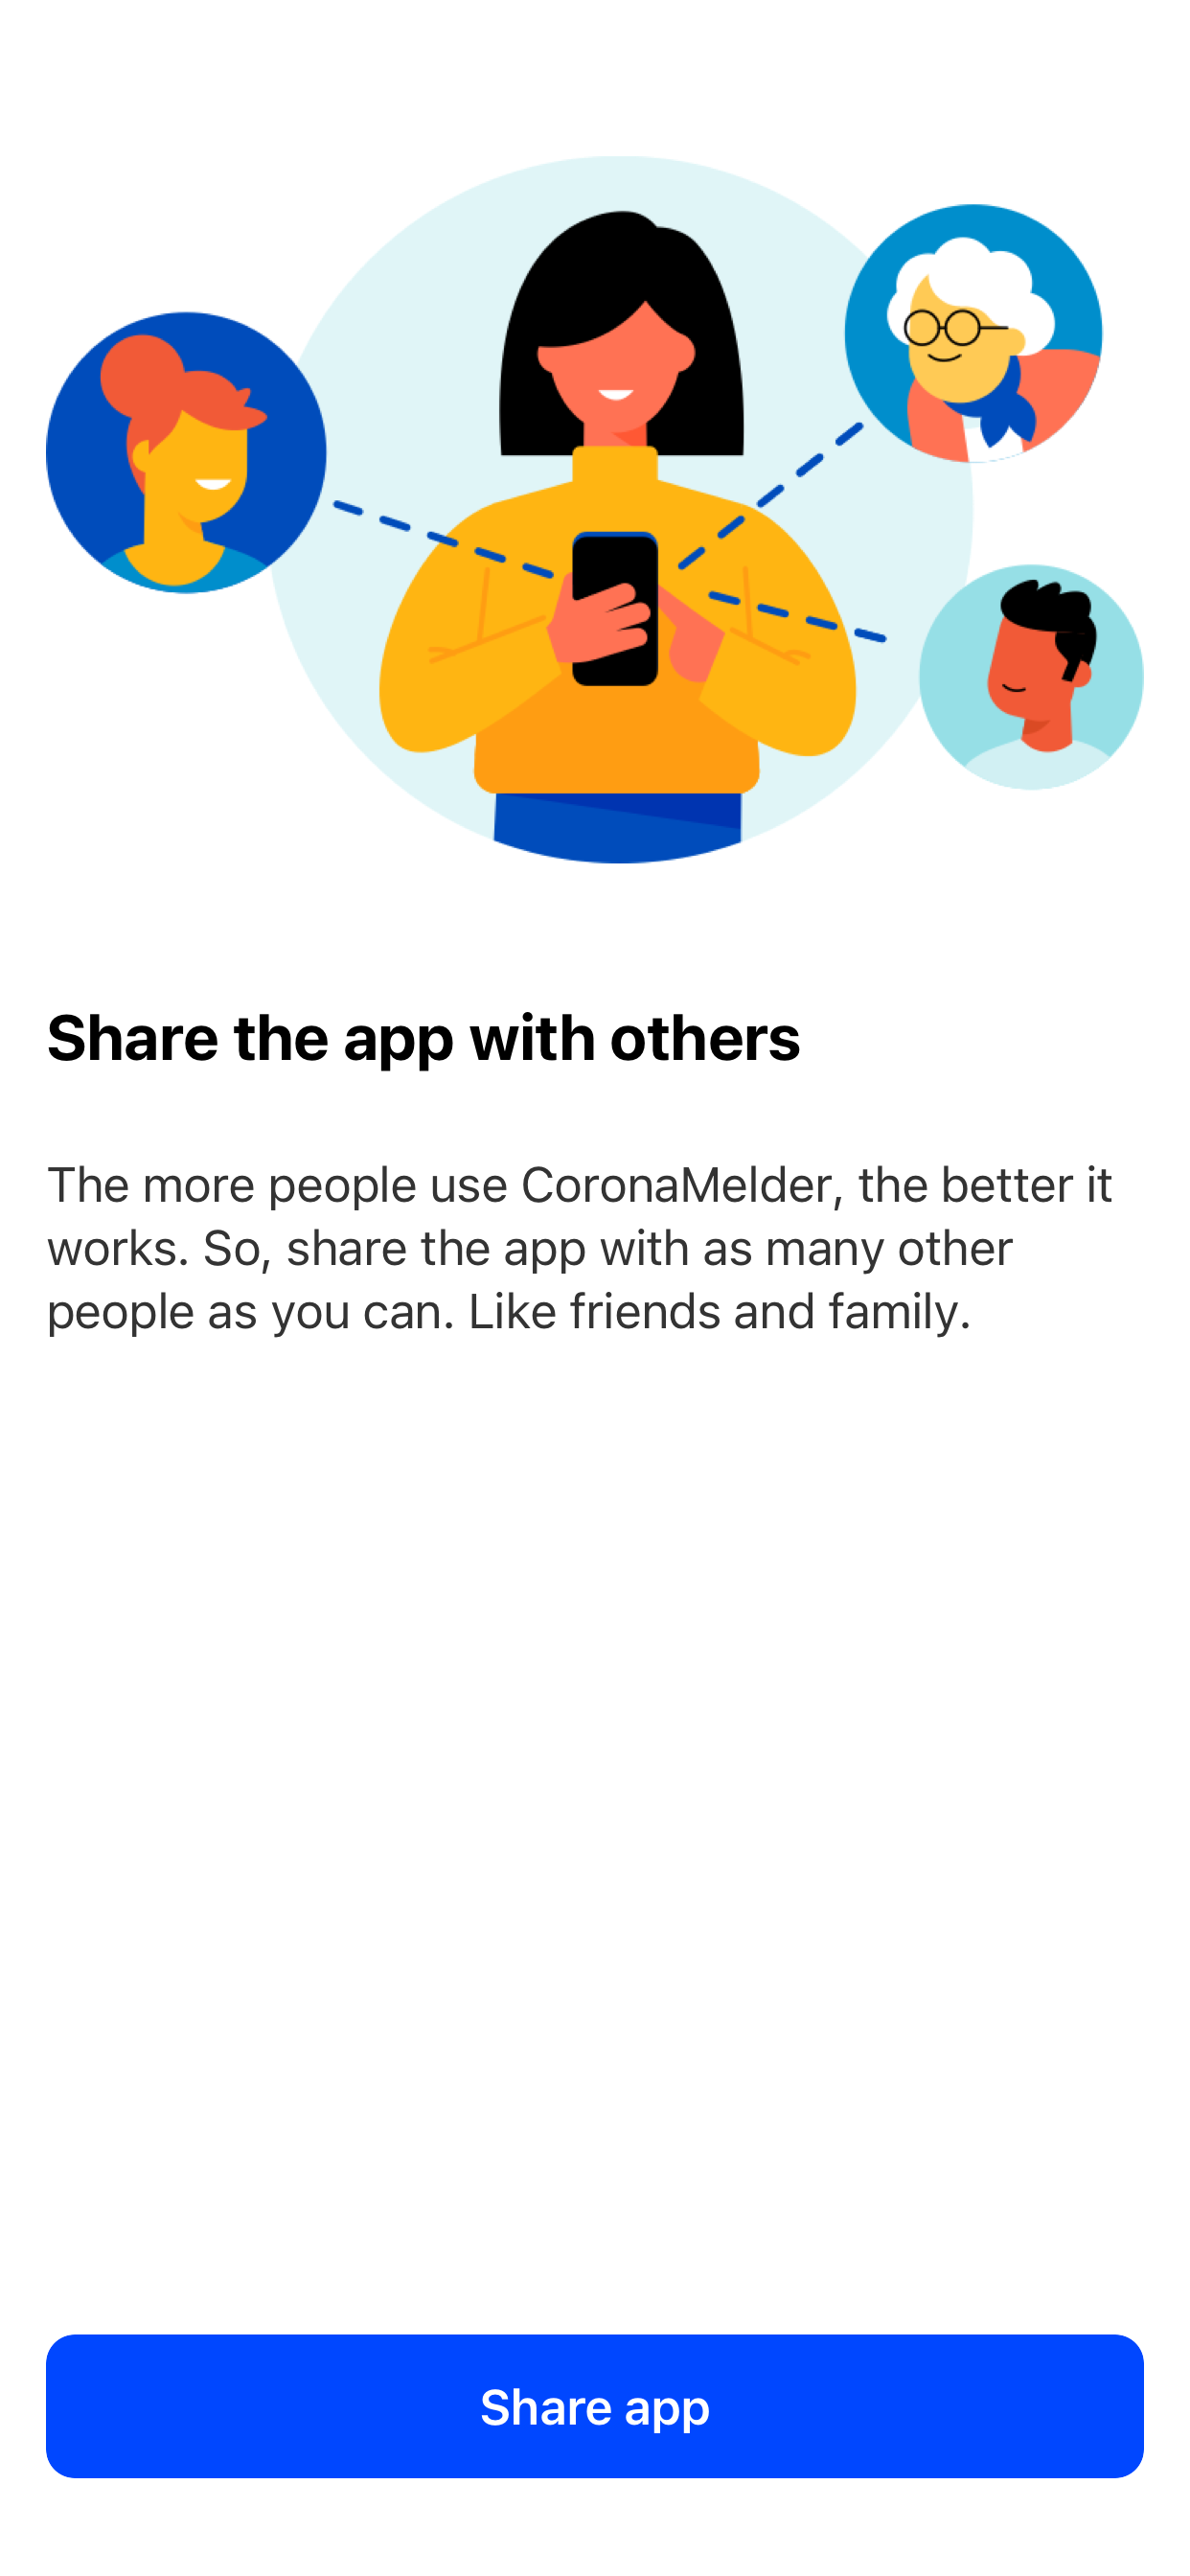 Share the app with others
The more people use CoronaMelder, the better it
works. So, share the app with as many other
people as you can. Like friends and family.
Share app